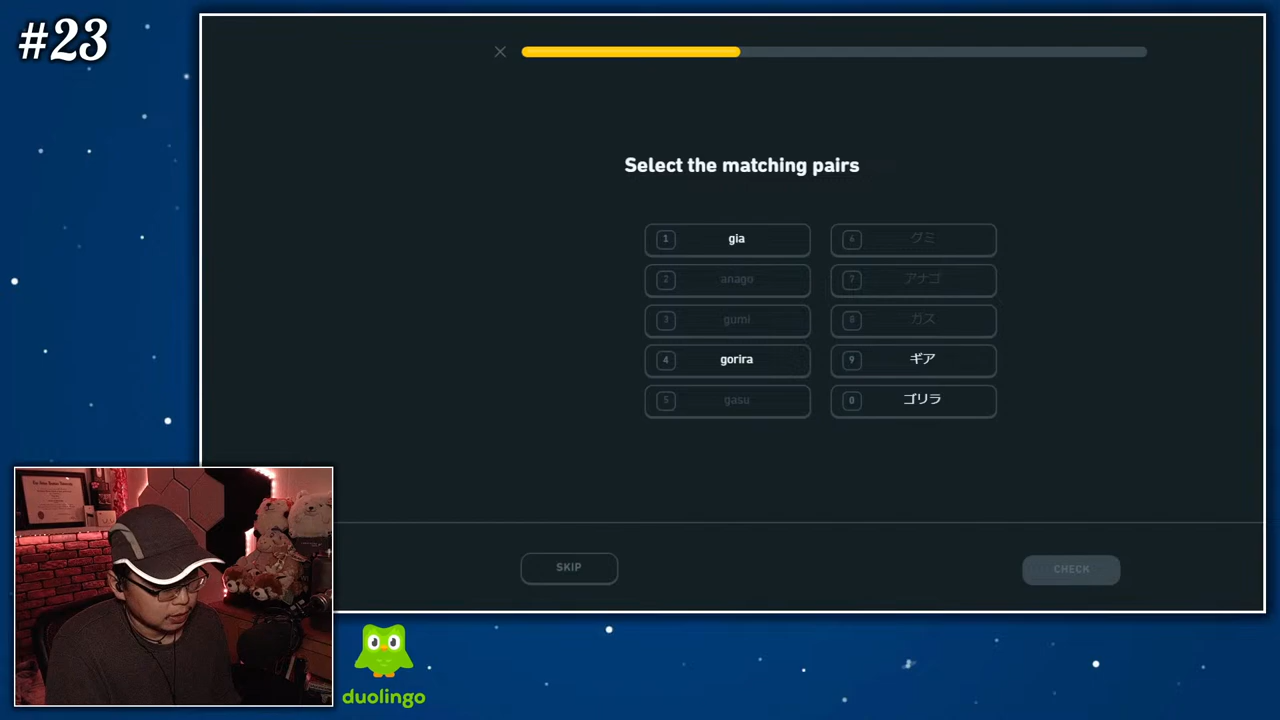 #23
Select the matching pairs
1 gia
6 グミ
2 anago
7 アナゴ
3 gumi
8 ガス
4 gorira
9 ギア
5 gasu
0 ゴリラ
SKIP
CHECK
duolingo